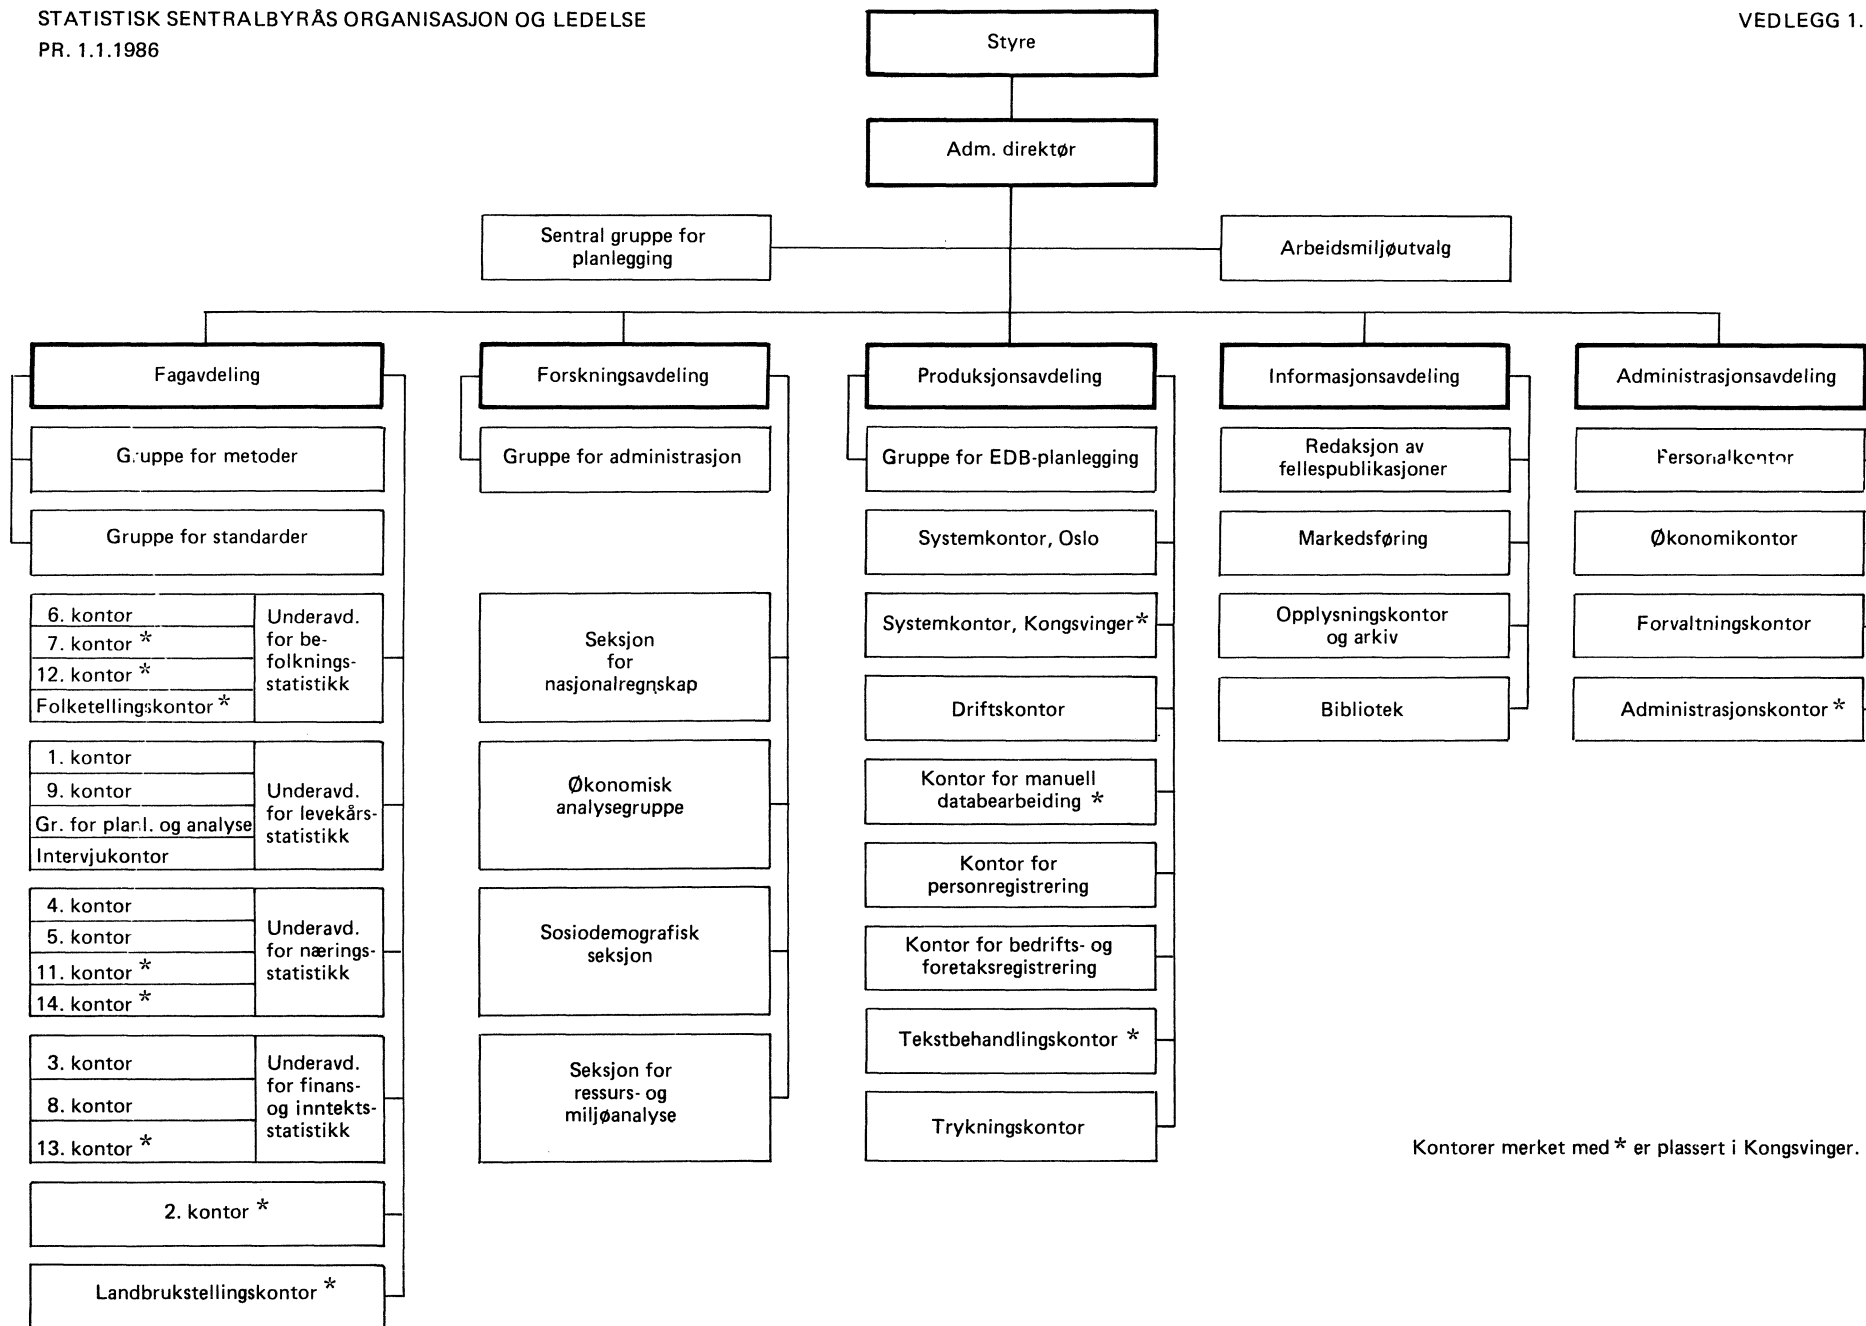 STATISTISK SENTRALBYRÅS ORGANISASJON OG LEDELSE
PR. 1.1.1986
VEDLEGG 1.
Styre
Adm. direktør
Sentral gruppe for
planlegging
Arbeidsmiljøutvalg
Fagavdeling
Gruppe for metoder
Gruppe for standarder
6. kontor
7. kontor *
12. kontor *
Folketellingskontor *
Underavd.
for be-
folknings-
statistikk
1. kontor
9. kontor
Gr. for planl. og analyse
Intervjukontor
Underavd.
for levekårs-
statistikk
4. kontor
5. kontor
11. kontor *
14. kontor *
Underavd.
for nærings-
statistikk
3. kontor
8. kontor
13. kontor *
Underavd.
for finans-
og inntekts-
statistikk
2. kontor *
Landbrukstellingskontor *
Forskningsavdeling
Gruppe for administrasjon
Seksjon
for
nasjonalregnskap
Økonomisk
analysegruppe
Sosiodemografisk
seksjon
Seksjon for
ressurs- og
miljøanalyse
Produksjonsavdeling
Gruppe for EDB-planlegging
Systemkontor, Oslo
Systemkontor, Kongsvinger *
Driftskontor
Kontor for manuell
databearbeiding *
Kontor for
personregistrering
Kontor for bedrifts- og
foretaksregistrering
Tekstbehandlingskontor *
Trykningskontor
Informasjonsavdeling
Redaksjon av
fellespublikasjoner
Markedsføring
Opplysningskontor
og arkiv
Bibliotek
Administrasjonsavdeling
Personalkontor
Økonomikontor
Forvaltningskontor
Administrasjonskontor *
Kontorer merket med * er plassert i Kongsvinger.